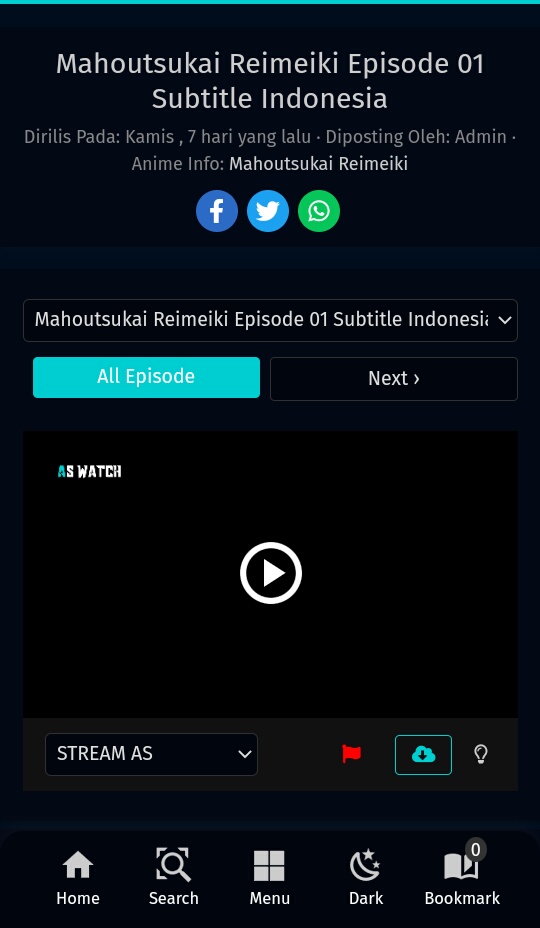 Mahoutsukai Reimeiki Episode 01
Subtitle Indonesia
Dirilis Pada: Kamis , 7 hari yang lalu · Diposting Oleh: Admin ·
Anime Info: Mahoutsukai Reimeiki
Mahoutsukai Reimeiki Episode 01 Subtitle Indonesia
All Episode
Next ›
AS WATCH
STREAM AS
0
Home
Search
Menu
Dark
Bookmark